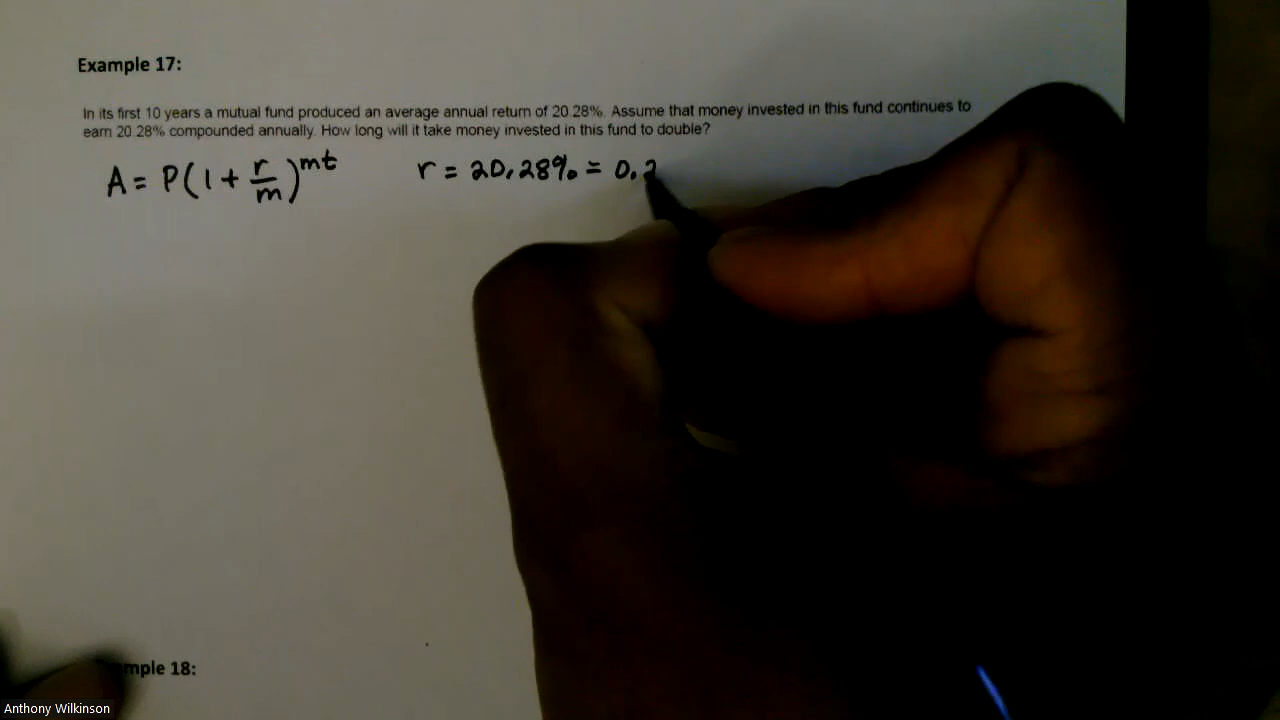 Example 17:
In its first 10 years a mutual fund produced an average annual return of 20.28%. Assume that money invested in this fund continues to
earn 20.28% compounded annually. How long will it take money invested in this fund to double?
A = P(1 + r/m)^mt r = 20.28% = 0.2
mple 18:
Anthony Wilkinson